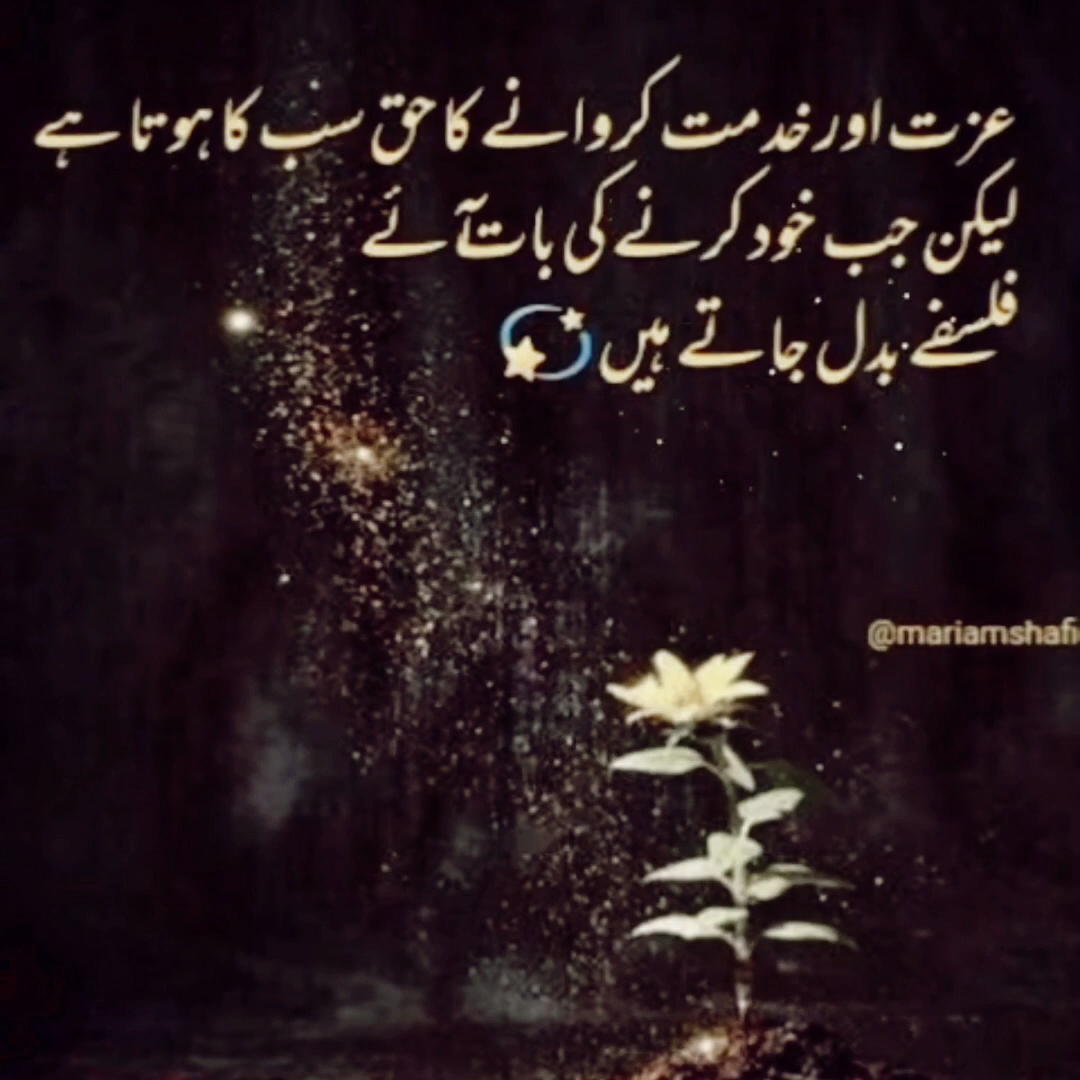 عزت اور خدمت کروانے کا حق سب کا ہوتا ہے
لیکن جب خود کرنے کی بات آئے
فلسفے بدل جاتے ہیں💫
@mariamshafi